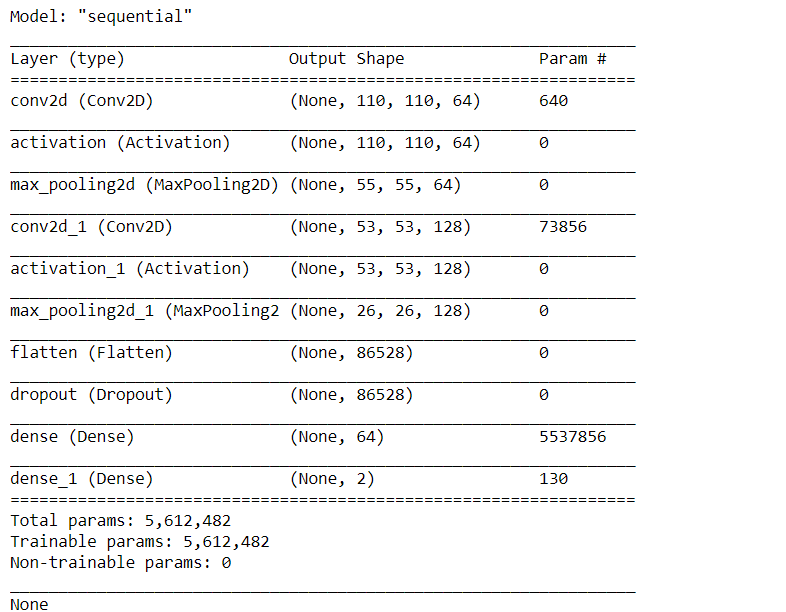 Model: "sequential"
_________________________________________________________________
Layer (type)                 Output Shape              Param #
=================================================================
conv2d (Conv2D)              (None, 110, 110, 64)      640
_________________________________________________________________
activation (Activation)      (None, 110, 110, 64)      0
_________________________________________________________________
max_pooling2d (MaxPooling2D) (None, 55, 55, 64)        0
_________________________________________________________________
conv2d_1 (Conv2D)            (None, 53, 53, 128)       73856
_________________________________________________________________
activation_1 (Activation)    (None, 53, 53, 128)       0
_________________________________________________________________
max_pooling2d_1 (MaxPooling2 (None, 26, 26, 128)       0
_________________________________________________________________
flatten (Flatten)            (None, 86528)             0
_________________________________________________________________
dropout (Dropout)            (None, 86528)             0
_________________________________________________________________
dense (Dense)                (None, 64)                5537856
_________________________________________________________________
dense_1 (Dense)              (None, 2)                 130
=================================================================
Total params: 5,612,482
Trainable params: 5,612,482
Non-trainable params: 0
_________________________________________________________________
None